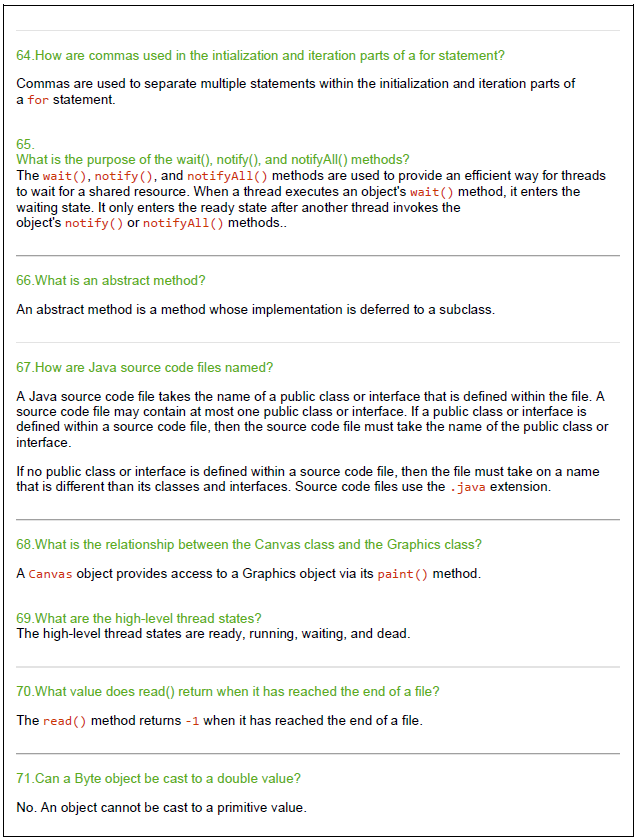 64.How are commas used in the intialization and iteration parts of a for statement?
Commas are used to separate multiple statements within the initialization and iteration parts of
a for statement.
65.
What is the purpose of the wait(), notify(), and notifyAll() methods?
The wait(), notify(), and notifyAll() methods are used to provide an efficient way for threads
to wait for a shared resource. When a thread executes an object's wait() method, it enters the
waiting state. It only enters the ready state after another thread invokes the
object's notify() or notifyAll() methods..
66.What is an abstract method?
An abstract method is a method whose implementation is deferred to a subclass.
67.How are Java source code files named?
A Java source code file takes the name of a public class or interface that is defined within the file. A
source code file may contain at most one public class or interface. If a public class or interface is
defined within a source code file, then the source code file must take the name of the public class or
interface.
If no public class or interface is defined within a source code file, then the file must take on a name
that is different than its classes and interfaces. Source code files use the .java extension.
68.What is the relationship between the Canvas class and the Graphics class?
A Canvas object provides access to a Graphics object via its paint() method.
69.What are the high-level thread states?
The high-level thread states are ready, running, waiting, and dead.
70.What value does read() return when it has reached the end of a file?
The read() method returns -1 when it has reached the end of a file.
71.Can a Byte object be cast to a double value?
No. An object cannot be cast to a primitive value.